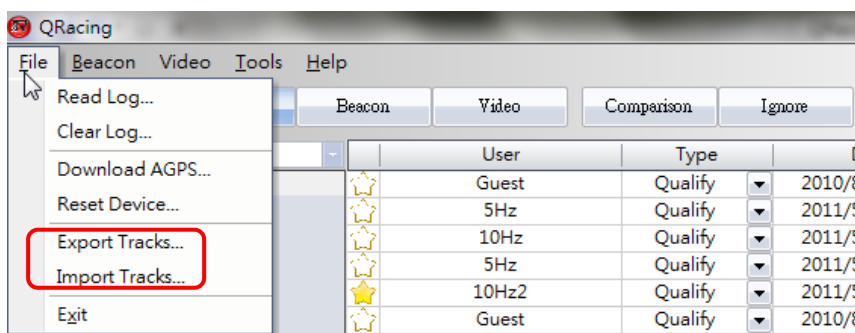 QRacing
File Beacon Video Tools Help
Read Log...
Clear Log...
Download AGPS...
Reset Device...
Export Tracks...
Import Tracks...
Exit
Beacon Video Comparison Ignore
User Type
Guest Qualify 2010/8
5Hz Qualify 2011/5
10Hz Qualify 2011/5
5Hz Qualify 2011/5
10Hz2 Qualify 2011/5
Guest Qualify 2010/8